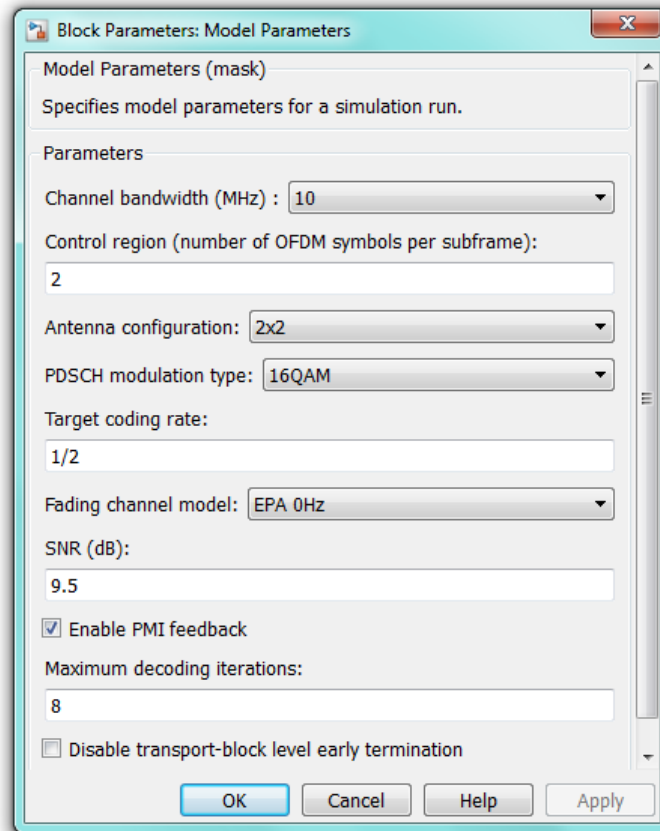 Block Parameters: Model Parameters
Model Parameters (mask)
Specifies model parameters for a simulation run.
Parameters
Channel bandwidth (MHz) : 10
Control region (number of OFDM symbols per subframe):
2
Antenna configuration: 2x2
PDSCH modulation type: 16QAM
Target coding rate:
1/2
Fading channel model: EPA 0Hz
SNR (dB):
9.5
Enable PMI feedback
Maximum decoding iterations:
8
Disable transport-block level early termination
OK Cancel Help Apply